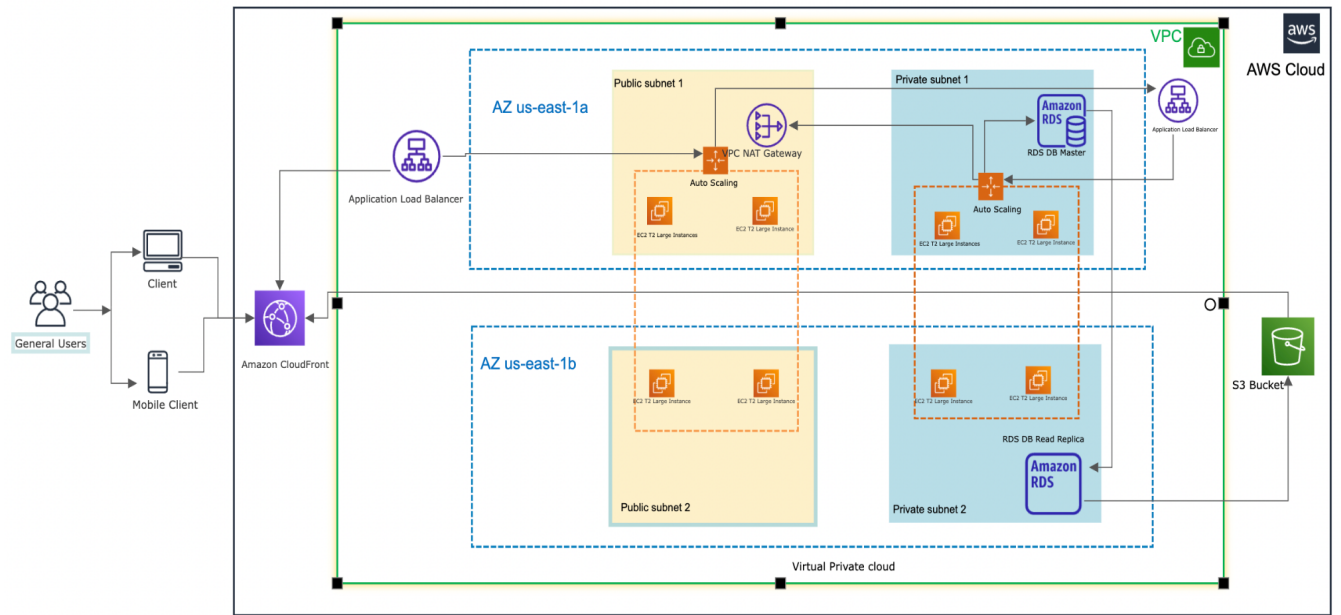 aws
AWS Cloud
VPC
AZ us-east-1a
Public subnet 1
VPC NAT Gateway
Auto Scaling
EC2 T2 Large Instances
EC2 T2 Large Instance
Private subnet 1
Amazon
RDS
RDS DB Master
Auto Scaling
EC2 T2 Large Instances
EC2 T2 Large Instance
Application Load Balancer
Application Load Balancer
General Users
Client
Mobile Client
Amazon CloudFront
AZ us-east-1b
EC2 T2 Large Instance
EC2 T2 Large Instance
Public subnet 2
EC2 T2 Large Instance
EC2 T2 Large Instance
RDS DB Read Replica
Amazon
RDS
Private subnet 2
S3 Bucket
Virtual Private cloud